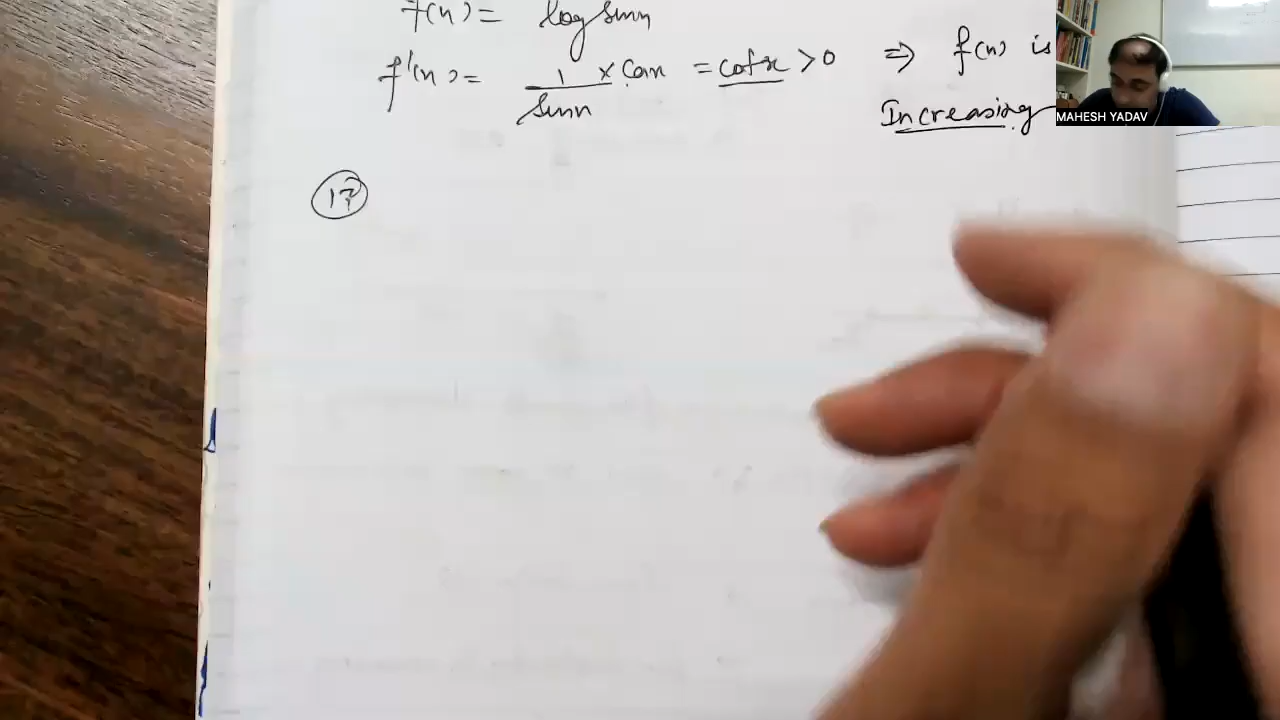 f(x) = log sinx
f'(x) = 1/sinx × cosx = cotx > 0 ⇒ f(x) is
Increasing
MAHESH YADAV
17